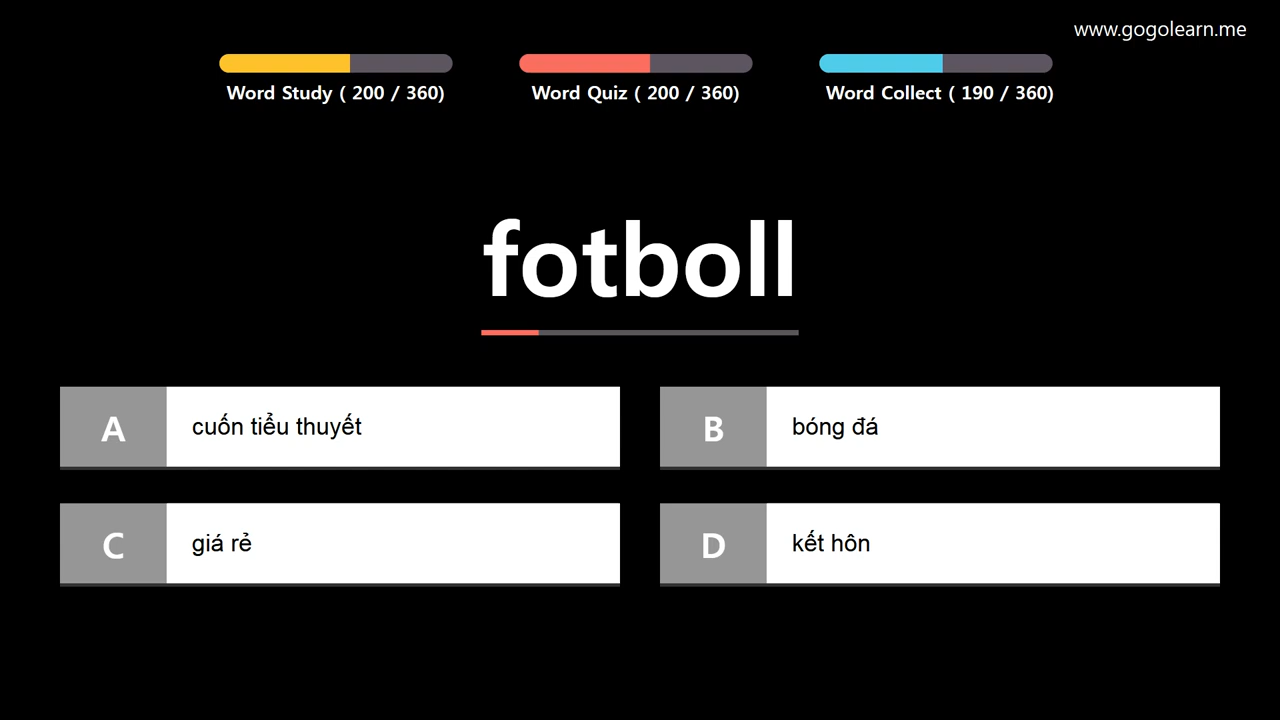 www.gogolearn.me
Word Study ( 200 / 360)
Word Quiz ( 200 / 360)
Word Collect ( 190 / 360)
fotboll
A cuốn tiểu thuyết
B bóng đá
C giá rẻ
D kết hôn